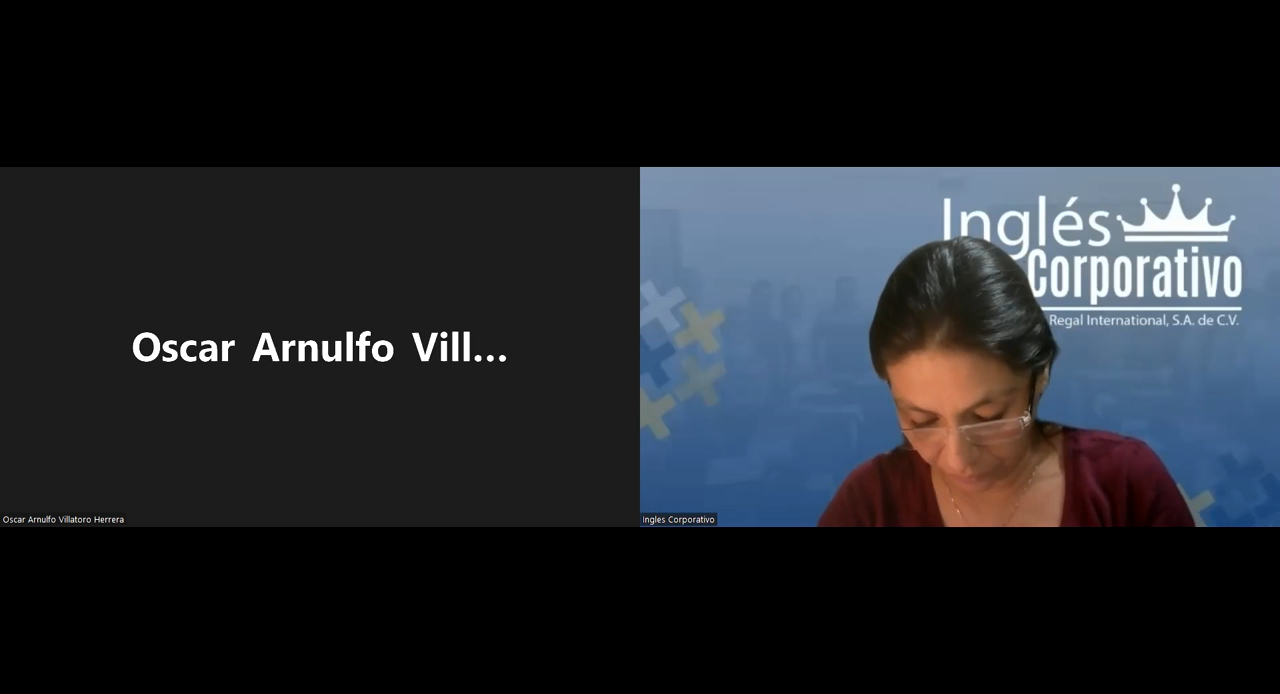 Oscar Arnulfo Vill...
Oscar Arnulfo Villatoro Herrera
Inglés
Corporativo
Regal International, S.A. de C.V.
Ingles Corporativo